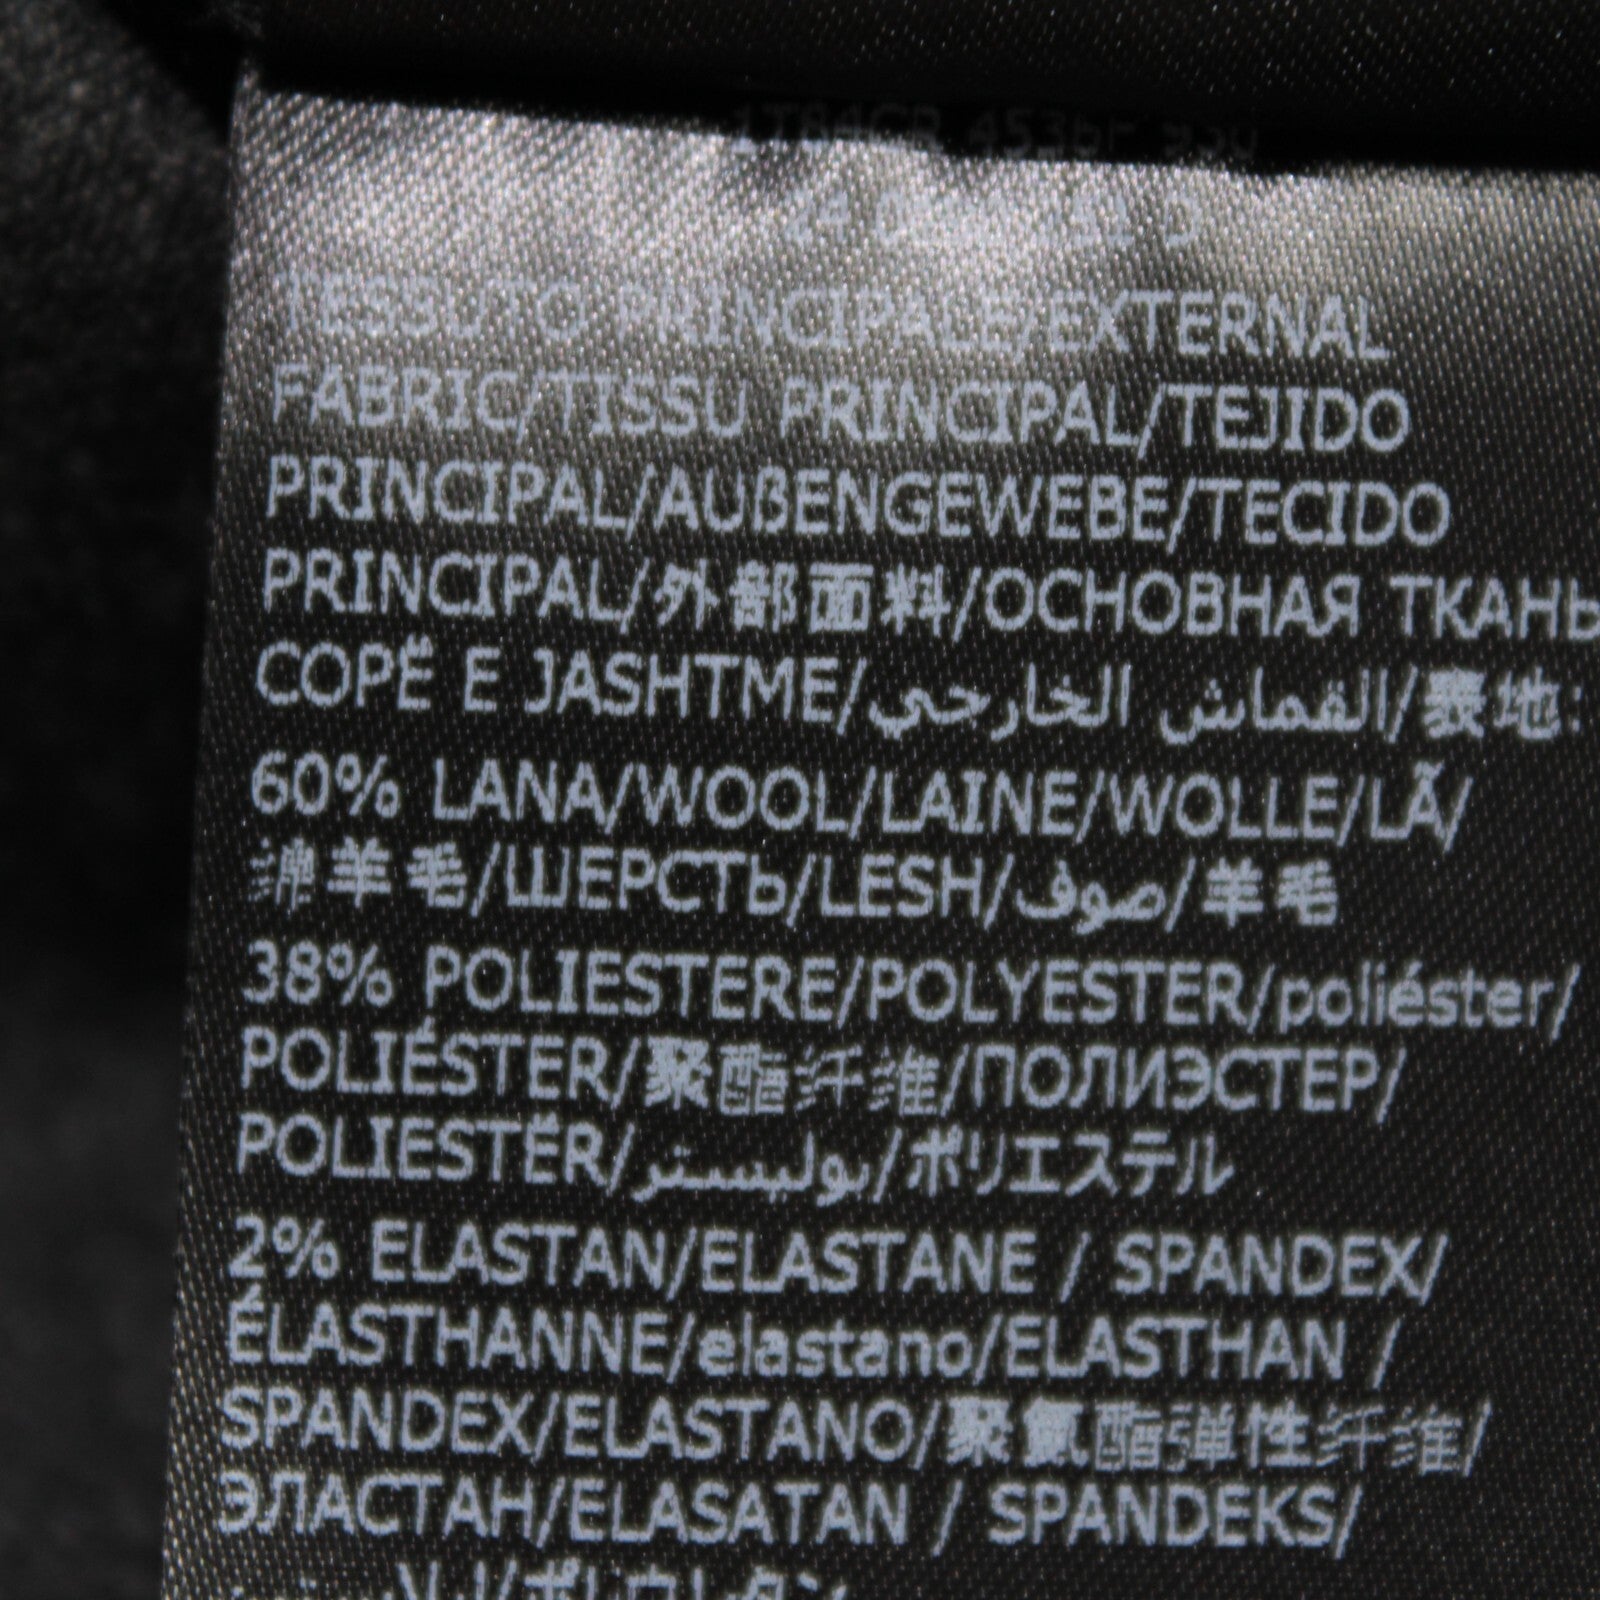 TESSUTO PRINCIPALE/EXTERNAL
FABRIC/TISSU PRINCIPAL/TEJIDO
PRINCIPAL/AUßENGEWEBE/TECIDO
PRINCIPAL/外部面料/ОСНОВНАЯ ТКАНЬ
COPË E JASHTME/القماش الخارجي/表地:
60% LANA/WOOL/LAINE/WOLLE/LÃ/
绵羊毛/ШЕРСТЬ/LESH/صوف/羊毛
38% POLIESTERE/POLYESTER/poliéster/
POLIÉSTER/聚酯纤维/ПОЛИЭСТЕР/
POLIESTËR/بوليستر/ポリエステル
2% ELASTAN/ELASTANE / SPANDEX/
ÉLASTHANNE/elastano/ELASTHAN /
SPANDEX/ELASTANO/聚氨酯弹性纤维/
ЭЛАСТАН/ELASATAN / SPANDEKS/